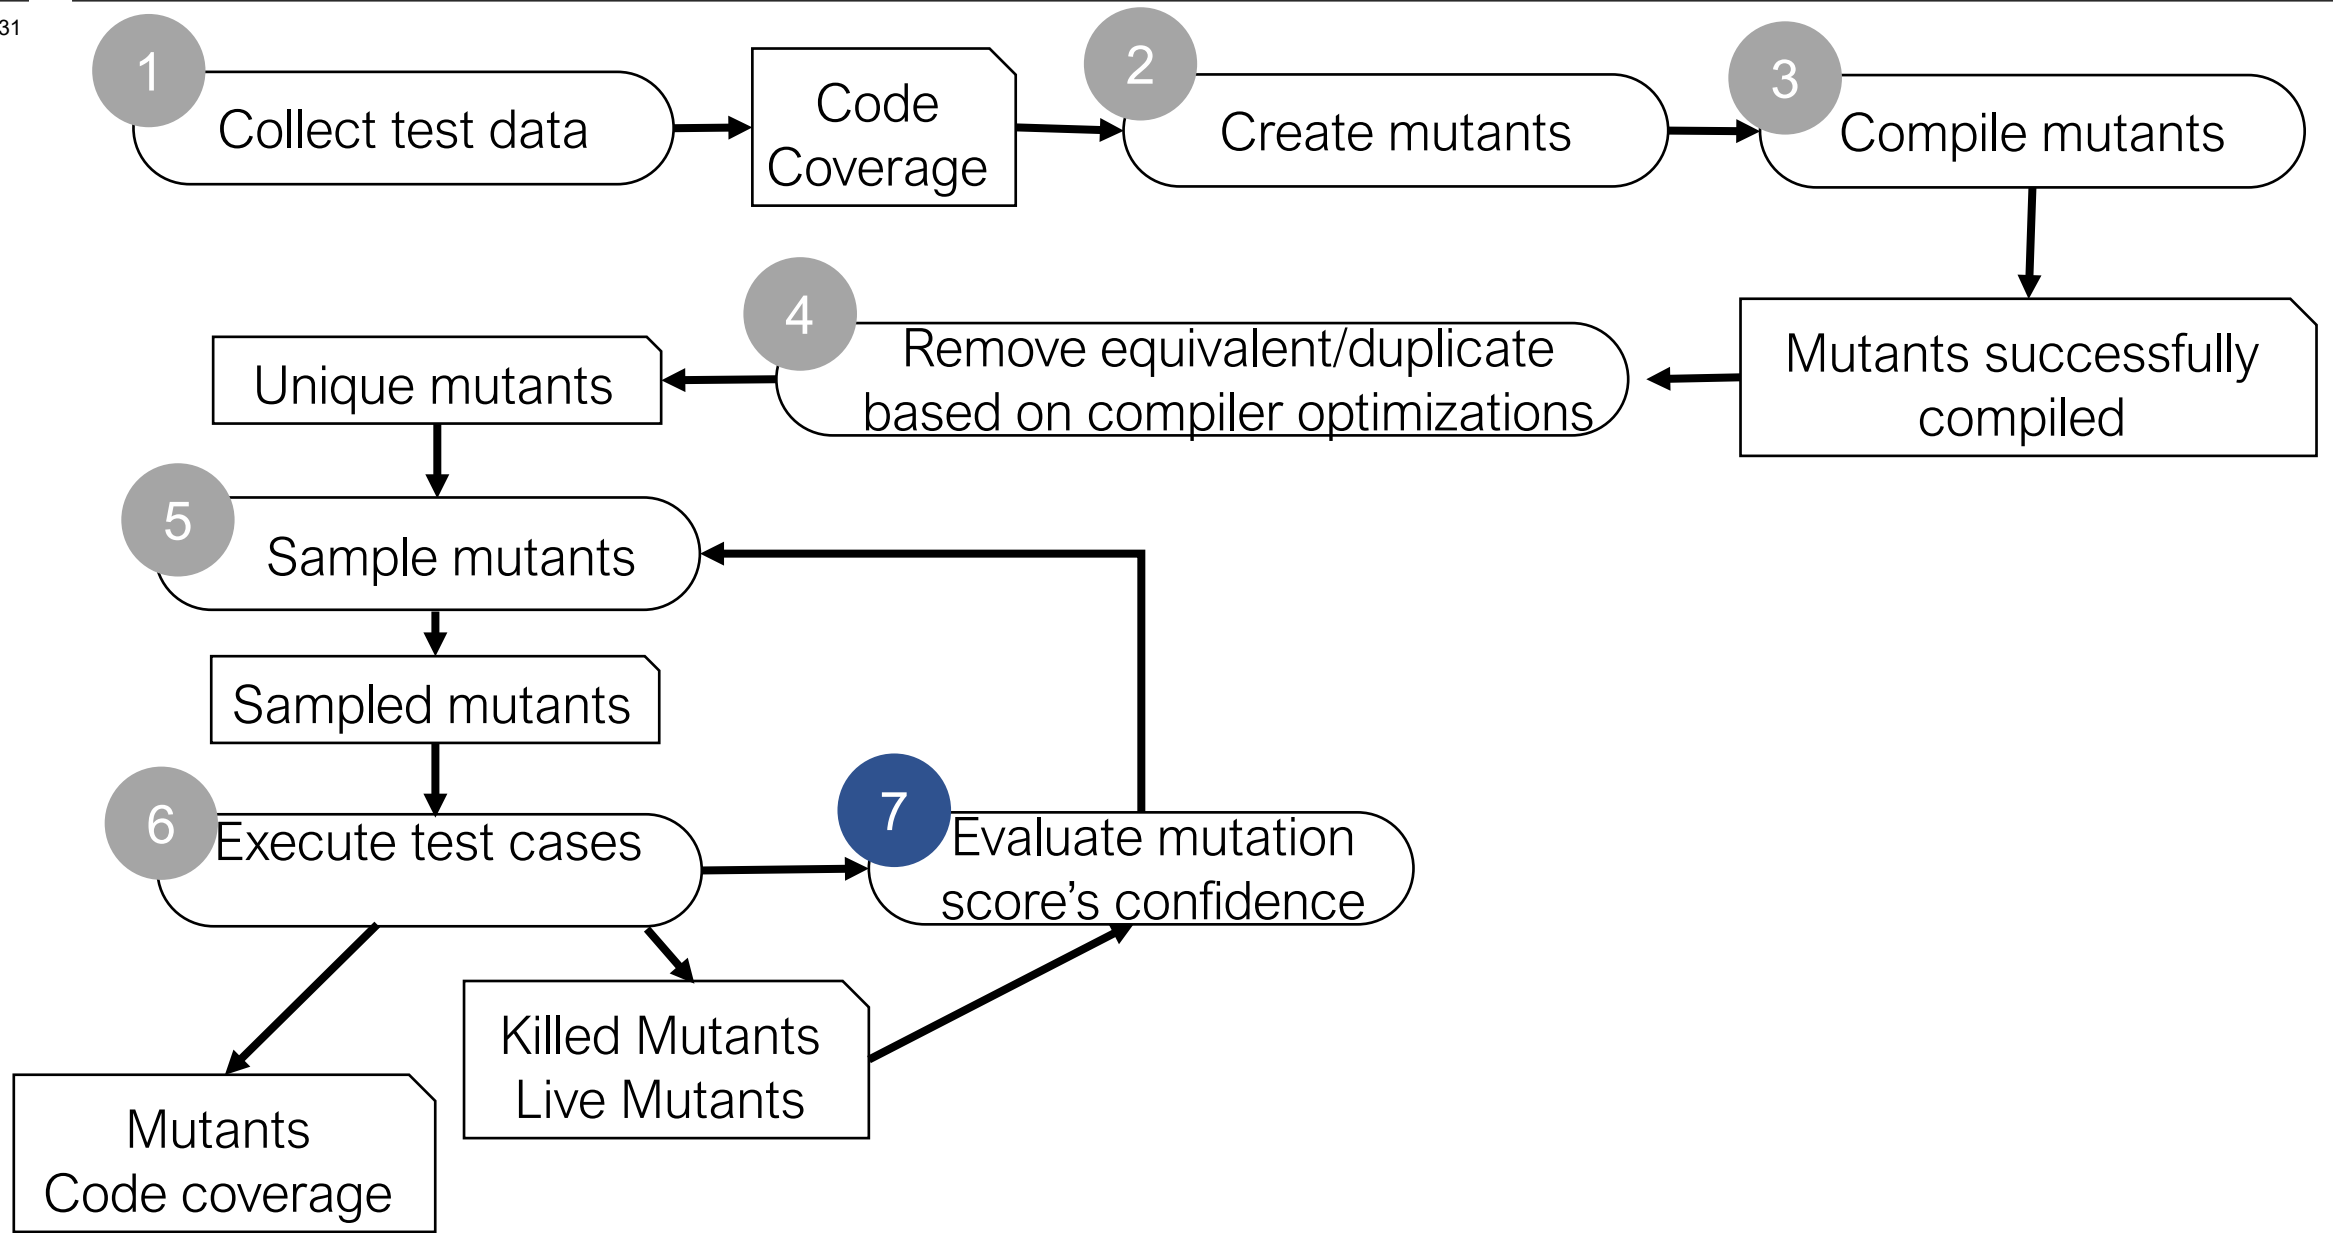 31
1
Collect test data
Code
Coverage
2
Create mutants
3
Compile mutants
4
Remove equivalent/duplicate
based on compiler optimizations
Mutants successfully
compiled
Unique mutants
5
Sample mutants
Sampled mutants
6
Execute test cases
7
Evaluate mutation
score’s confidence
Killed Mutants
Live Mutants
Mutants
Code coverage